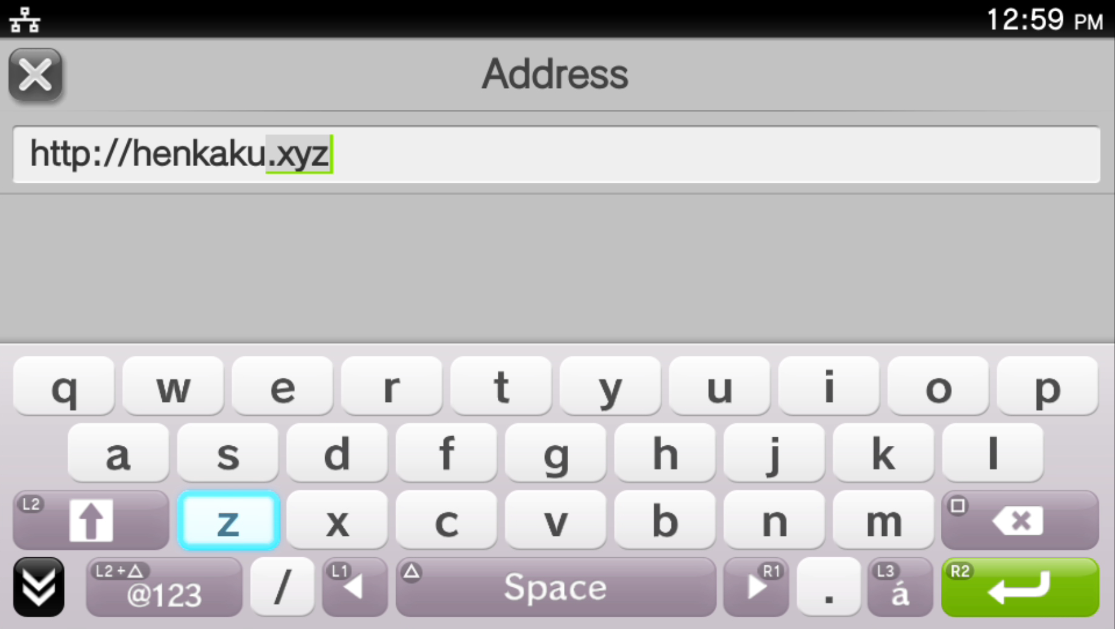 12:59 PM
Address
http://henkaku.xyz
q w e r t y u i o p
a s d f g h j k l
L2 z x c v b n m
L2+△ @123 / L1 △ Space R1 . L3 á R2